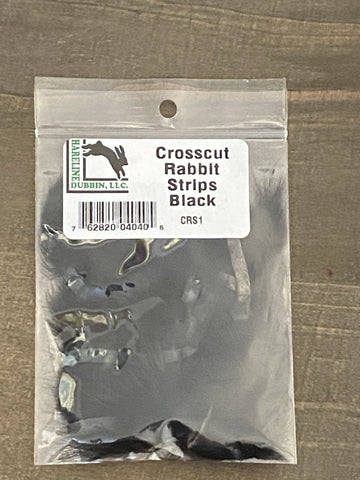 HARELINE
DUBBIN, LLC.
Crosscut
Rabbit
Strips
Black
CRS1
7 62820 04040 6